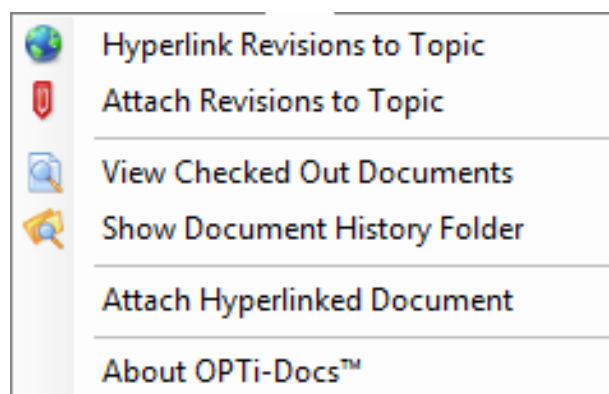 Hyperlink Revisions to Topic
Attach Revisions to Topic
View Checked Out Documents
Show Document History Folder
Attach Hyperlinked Document
About OPTi-Docs™